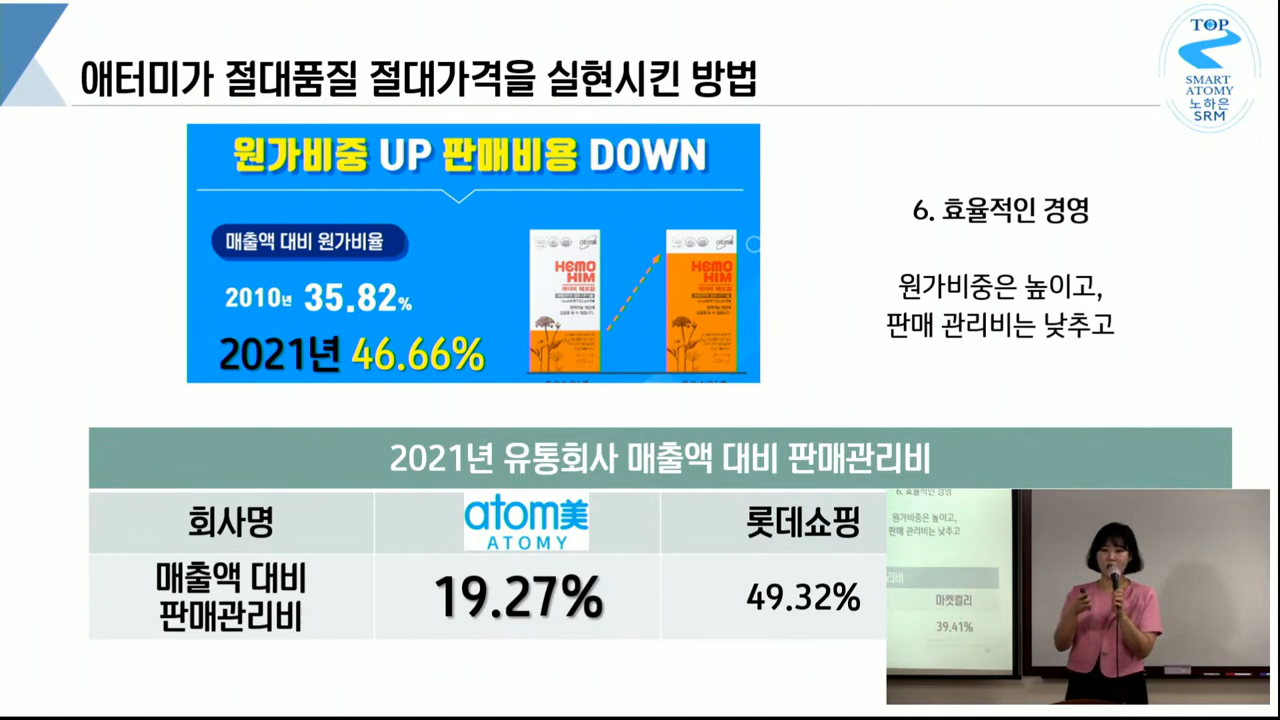 애터미가 절대품질 절대가격을 실현시킨 방법
TOP
SMART
ATOMY
노하은
SRM
원가비중 UP 판매비용 DOWN
매출액 대비 원가비율
2010년 35.82%
2021년 46.66%
HEMO
HIM
HEMO
HIM
6. 효율적인 경영
원가비중은 높이고,
판매 관리비는 낮추고
2021년 유통회사 매출액 대비 판매관리비
회사명
atom美
ATOMY
롯데쇼핑
매출액 대비
판매관리비
19.27%
49.32%
6. 효율적인 경영
원가비중은 높이고,
판매 관리비는 낮추고
마켓컬리
39.41%